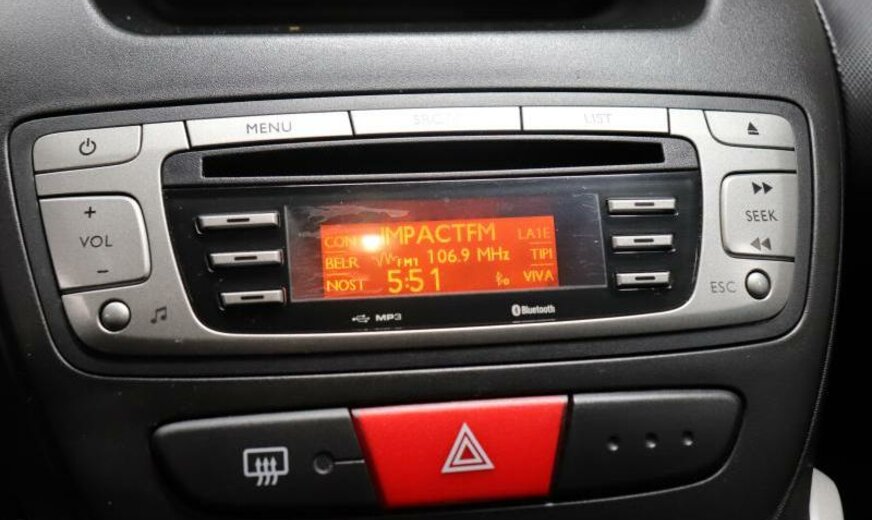 MENU SRC LIST
+
VOL
-
SEEK
ESC
CON IMPACTFM LA1E
BELR FM1 106.9 MHz TIPI
NOST 5:51 VIVA
MP3 Bluetooth